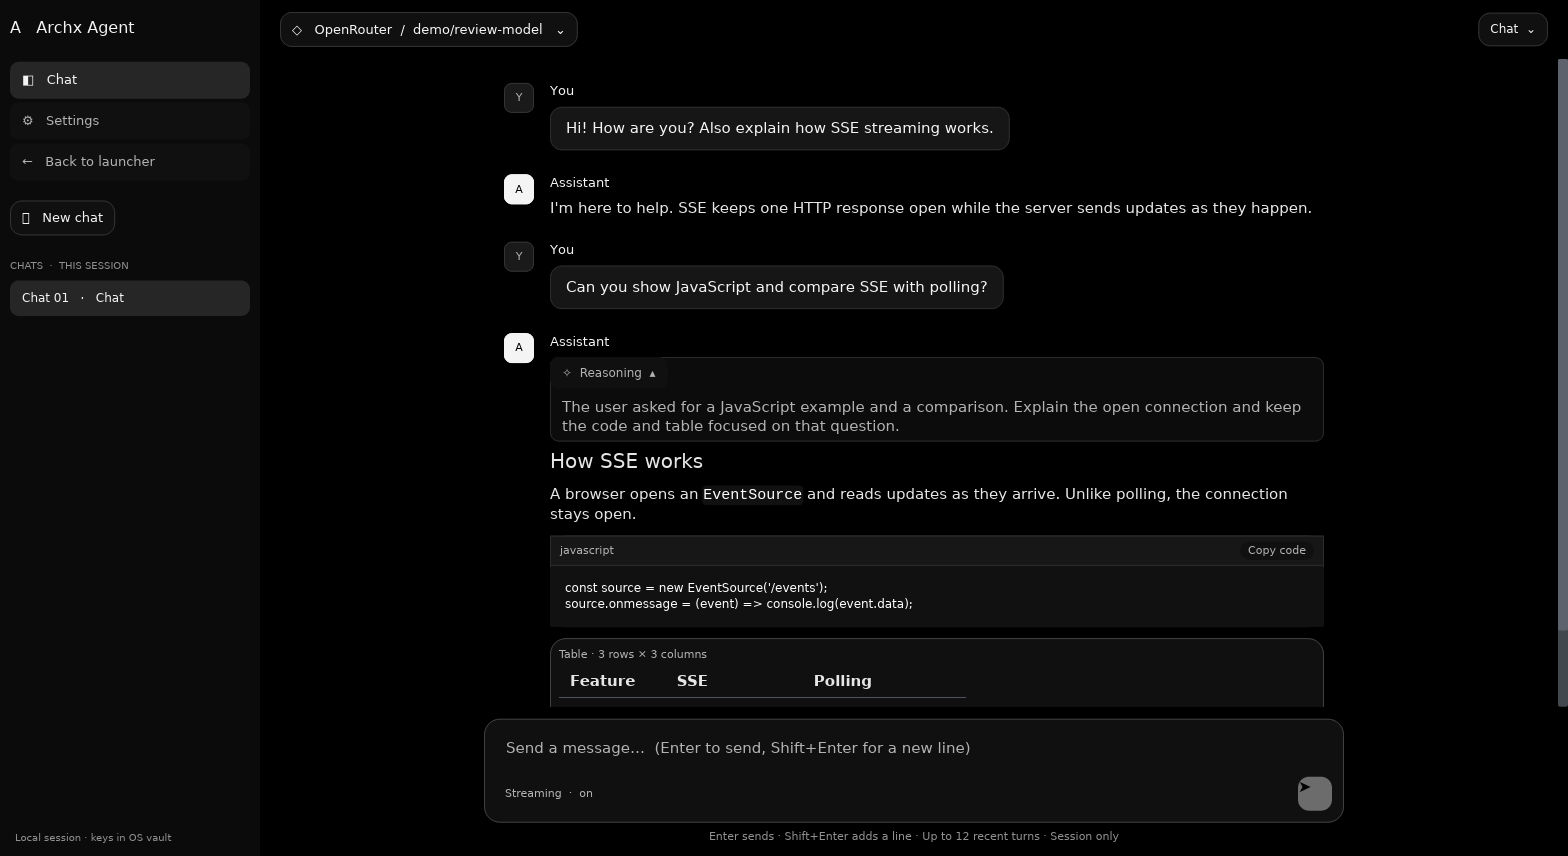 A Archx Agent
Chat
Settings
← Back to launcher
New chat
CHATS · THIS SESSION
Chat 01 · Chat
Local session · keys in OS vault
OpenRouter / demo/review-model
Chat
Y
You
Hi! How are you? Also explain how SSE streaming works.
A
Assistant
I'm here to help. SSE keeps one HTTP response open while the server sends updates as they happen.
Y
You
Can you show JavaScript and compare SSE with polling?
A
Assistant
Reasoning ▴
The user asked for a JavaScript example and a comparison. Explain the open connection and keep
the code and table focused on that question.
How SSE works
A browser opens an EventSource and reads updates as they arrive. Unlike polling, the connection
stays open.
javascript
Copy code
const source = new EventSource('/events');
source.onmessage = (event) => console.log(event.data);
Table · 3 rows × 3 columns
Feature SSE Polling
Send a message… (Enter to send, Shift+Enter for a new line)
Streaming · on
Enter sends · Shift+Enter adds a line · Up to 12 recent turns · Session only